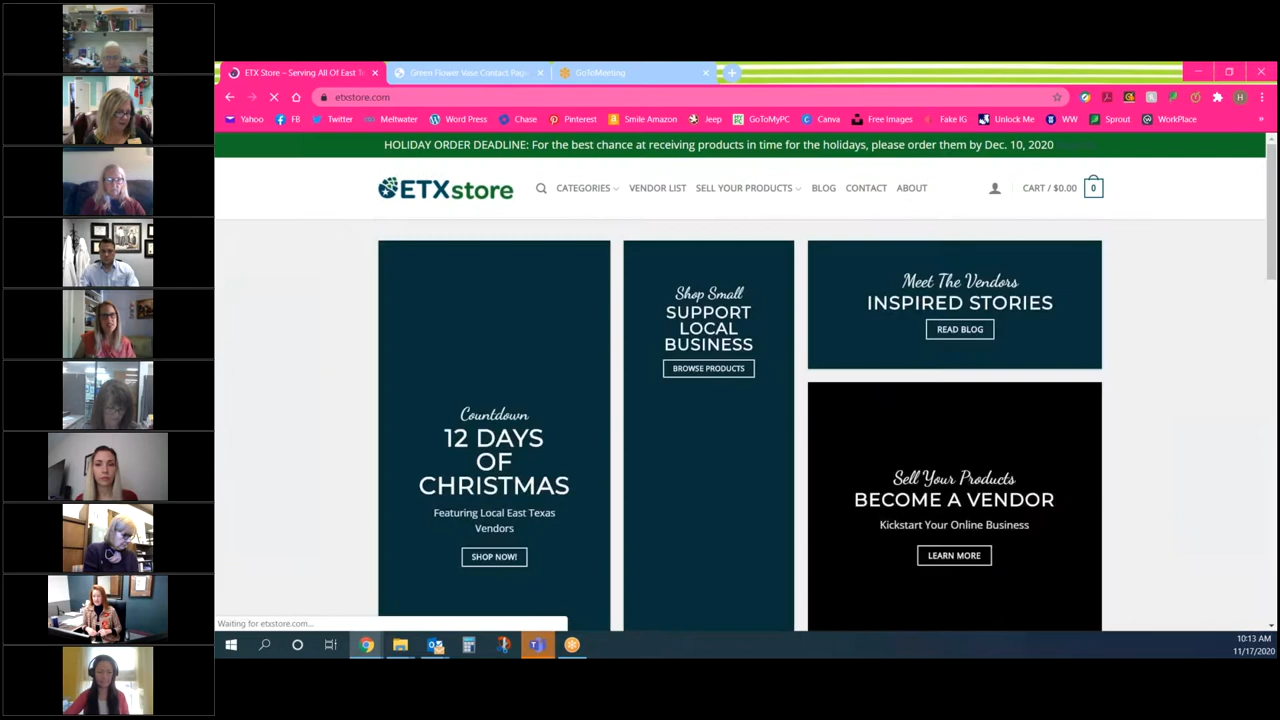 ETX Store – Serving All Of East T
Green Flower Vase Contact Pag
GoToMeeting
etxstore.com
Yahoo FB Twitter Meltwater Word Press Chase Pinterest Smile Amazon Jeep GoToMyPC Canva Free Images Fake IG Unlock Me WW Sprout WorkPlace
HOLIDAY ORDER DEADLINE: For the best chance at receiving products in time for the holidays, please order them by Dec. 10, 2020
ETXstore
CATEGORIES VENDOR LIST SELL YOUR PRODUCTS BLOG CONTACT ABOUT CART / $0.00 0
Countdown
12 DAYS
OF
CHRISTMAS
Featuring Local East Texas
Vendors
SHOP NOW!
Shop Small
SUPPORT
LOCAL
BUSINESS
BROWSE PRODUCTS
Meet The Vendors
INSPIRED STORIES
READ BLOG
Sell Your Products
BECOME A VENDOR
Kickstart Your Online Business
LEARN MORE
Waiting for etxstore.com...
10:13 AM
11/17/2020